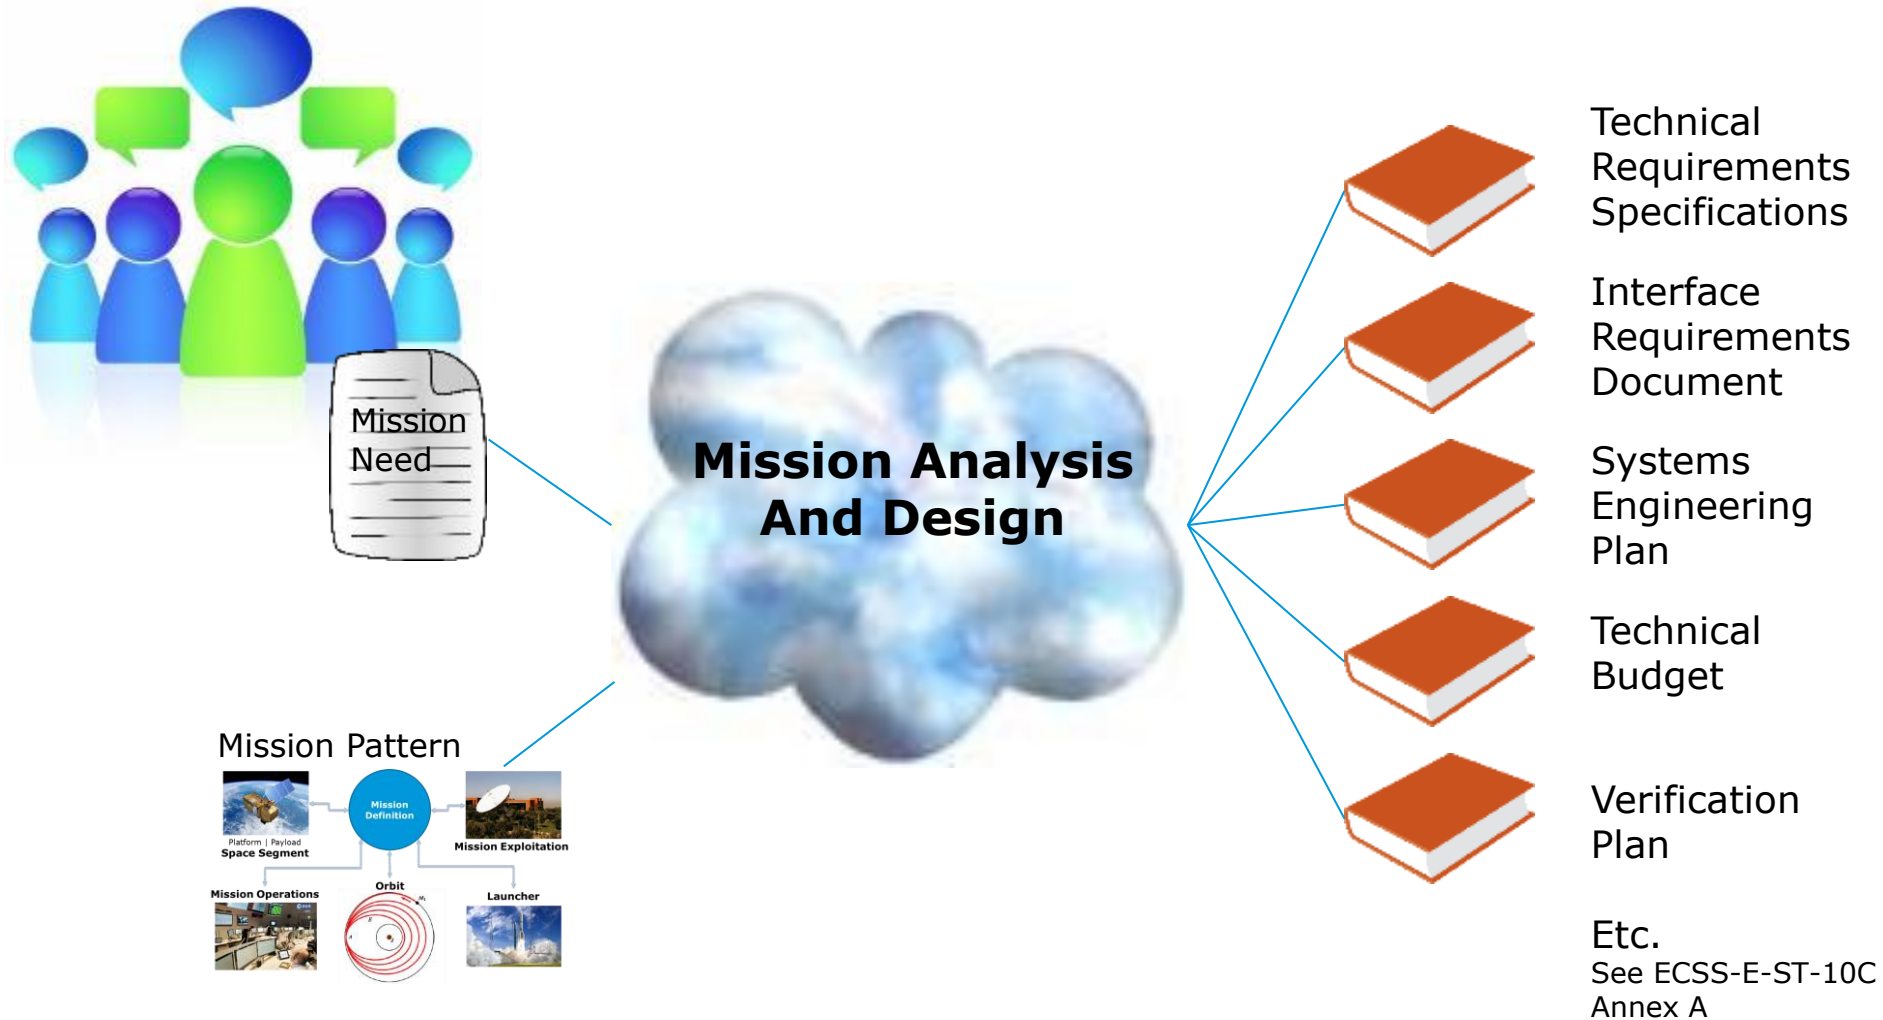 Mission
Need
Mission Analysis
And Design
Mission Pattern
Mission
Definition
Platform | Payload
Space Segment
Mission Exploitation
Mission Operations
Orbit
Launcher
Technical
Requirements
Specifications
Interface
Requirements
Document
Systems
Engineering
Plan
Technical
Budget
Verification
Plan
Etc.
See ECSS-E-ST-10C
Annex A